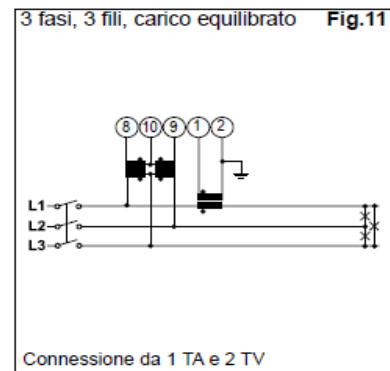 3 fasi, 3 fili, carico equilibrato Fig.11
8 10 9 1 2
L1
L2
L3
Connessione da 1 TA e 2 TV